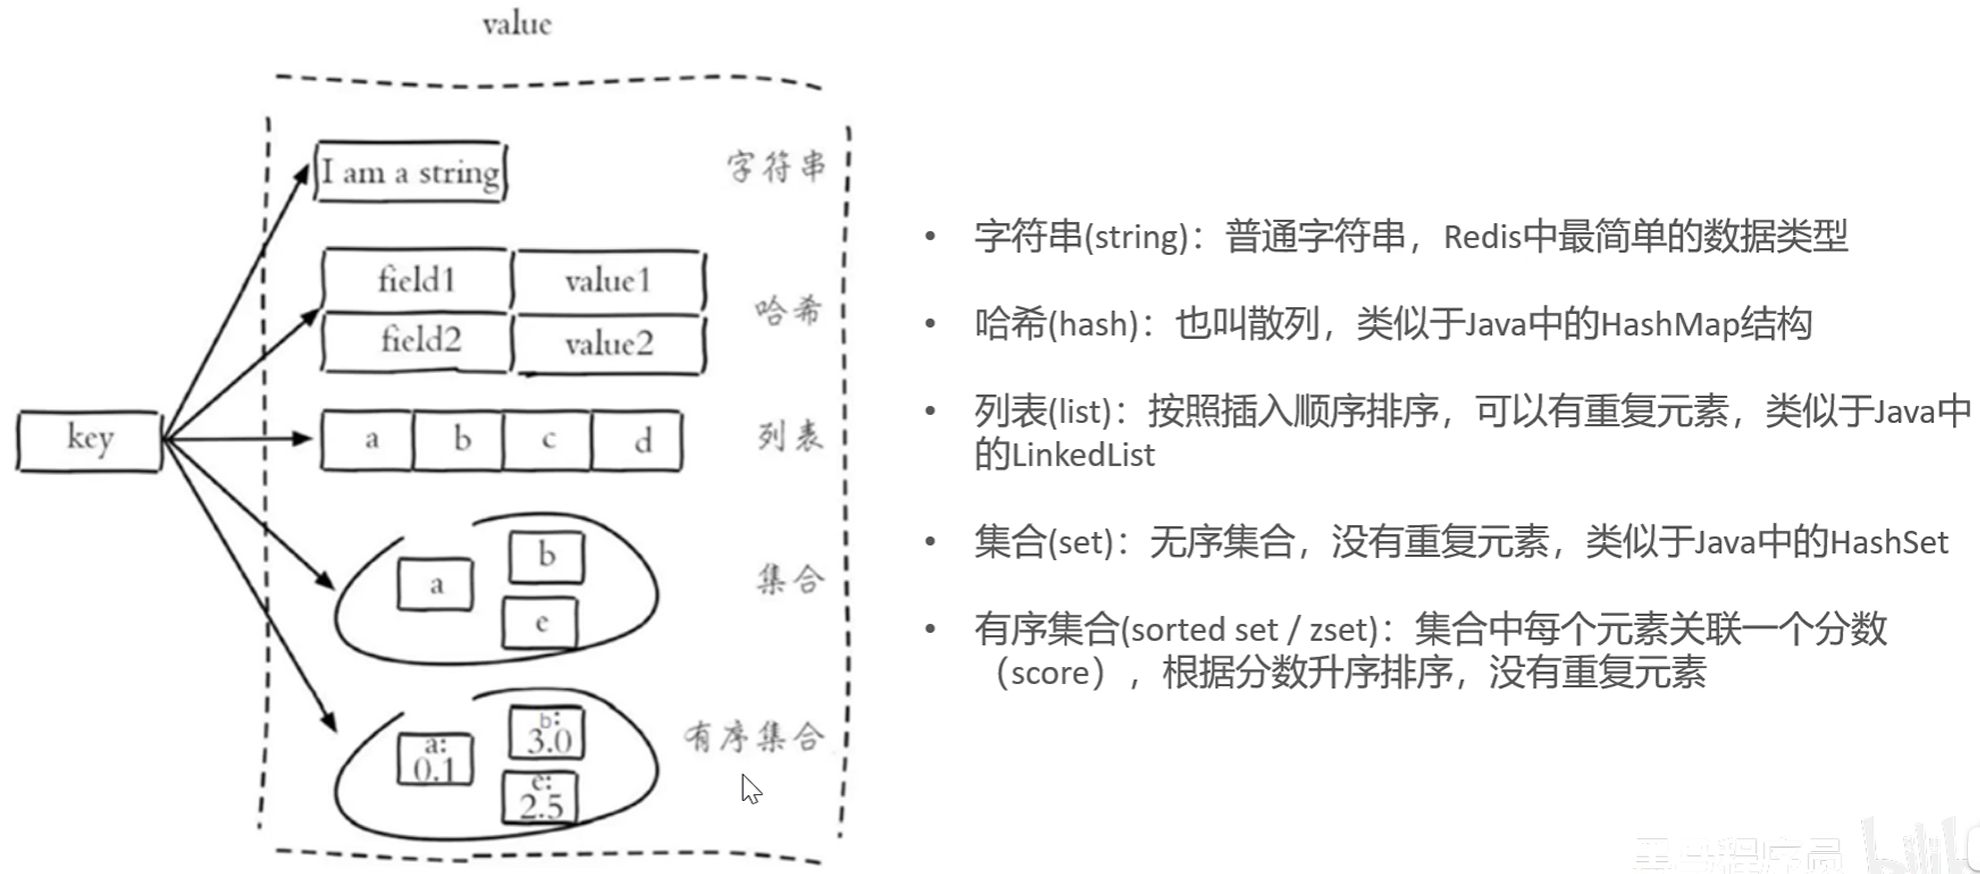 value
I am a string
字符串
field1
value1
field2
value2
哈希
key
a
b
c
d
列表
a
b
e
集合
a:
0.1
b:
3.0
e:
2.5
有序集合
• 字符串(string)：普通字符串，Redis中最简单的数据类型
• 哈希(hash)：也叫散列，类似于Java中的HashMap结构
• 列表(list)：按照插入顺序排序，可以有重复元素，类似于Java中
的LinkedList
• 集合(set)：无序集合，没有重复元素，类似于Java中的HashSet
• 有序集合(sorted set / zset)：集合中每个元素关联一个分数
（score），根据分数升序排序，没有重复元素